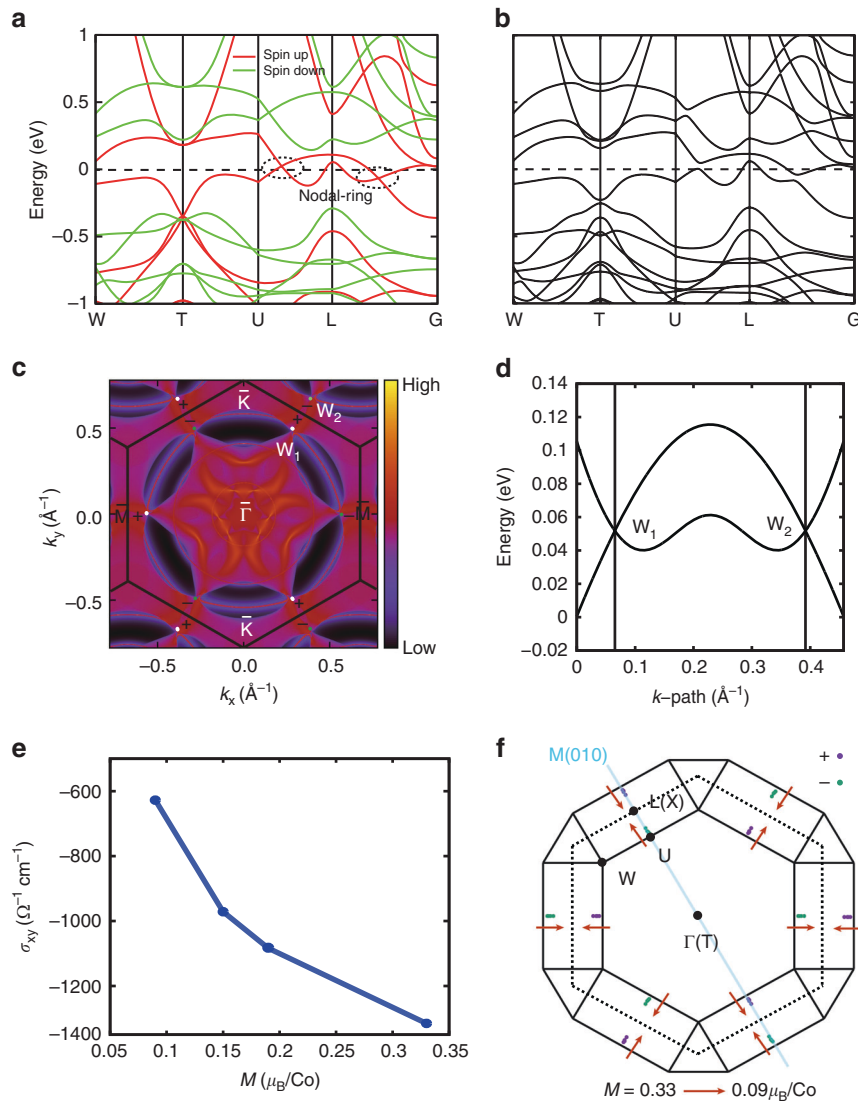 a
1
0.5
0
−0.5
−1
Energy (eV)
Spin up
Spin down
Nodal-ring
W T U L G
b
W T U L G
c
High
Low
0.5
0.0
−0.5
k_y (Å⁻¹)
−0.5 0.0 0.5
k_x (Å⁻¹)
K̄
W₂
W₁
M̄
Γ̄
M̄
K̄
+
−
+
−
+
−
+
−
+
−
+
−
d
0.14
0.12
0.1
0.08
0.06
0.04
0.02
0
−0.02
Energy (eV)
W₁
W₂
0 0.1 0.2 0.3 0.4
k–path (Å⁻¹)
e
−600
−800
−1000
−1200
−1400
σxy (Ω⁻¹ cm⁻¹)
0.05 0.1 0.15 0.2 0.25 0.3 0.35
M (μB/Co)
f
M(010)
+
−
L(X)
U
W
Γ(T)
M = 0.33 → 0.09μB/Co